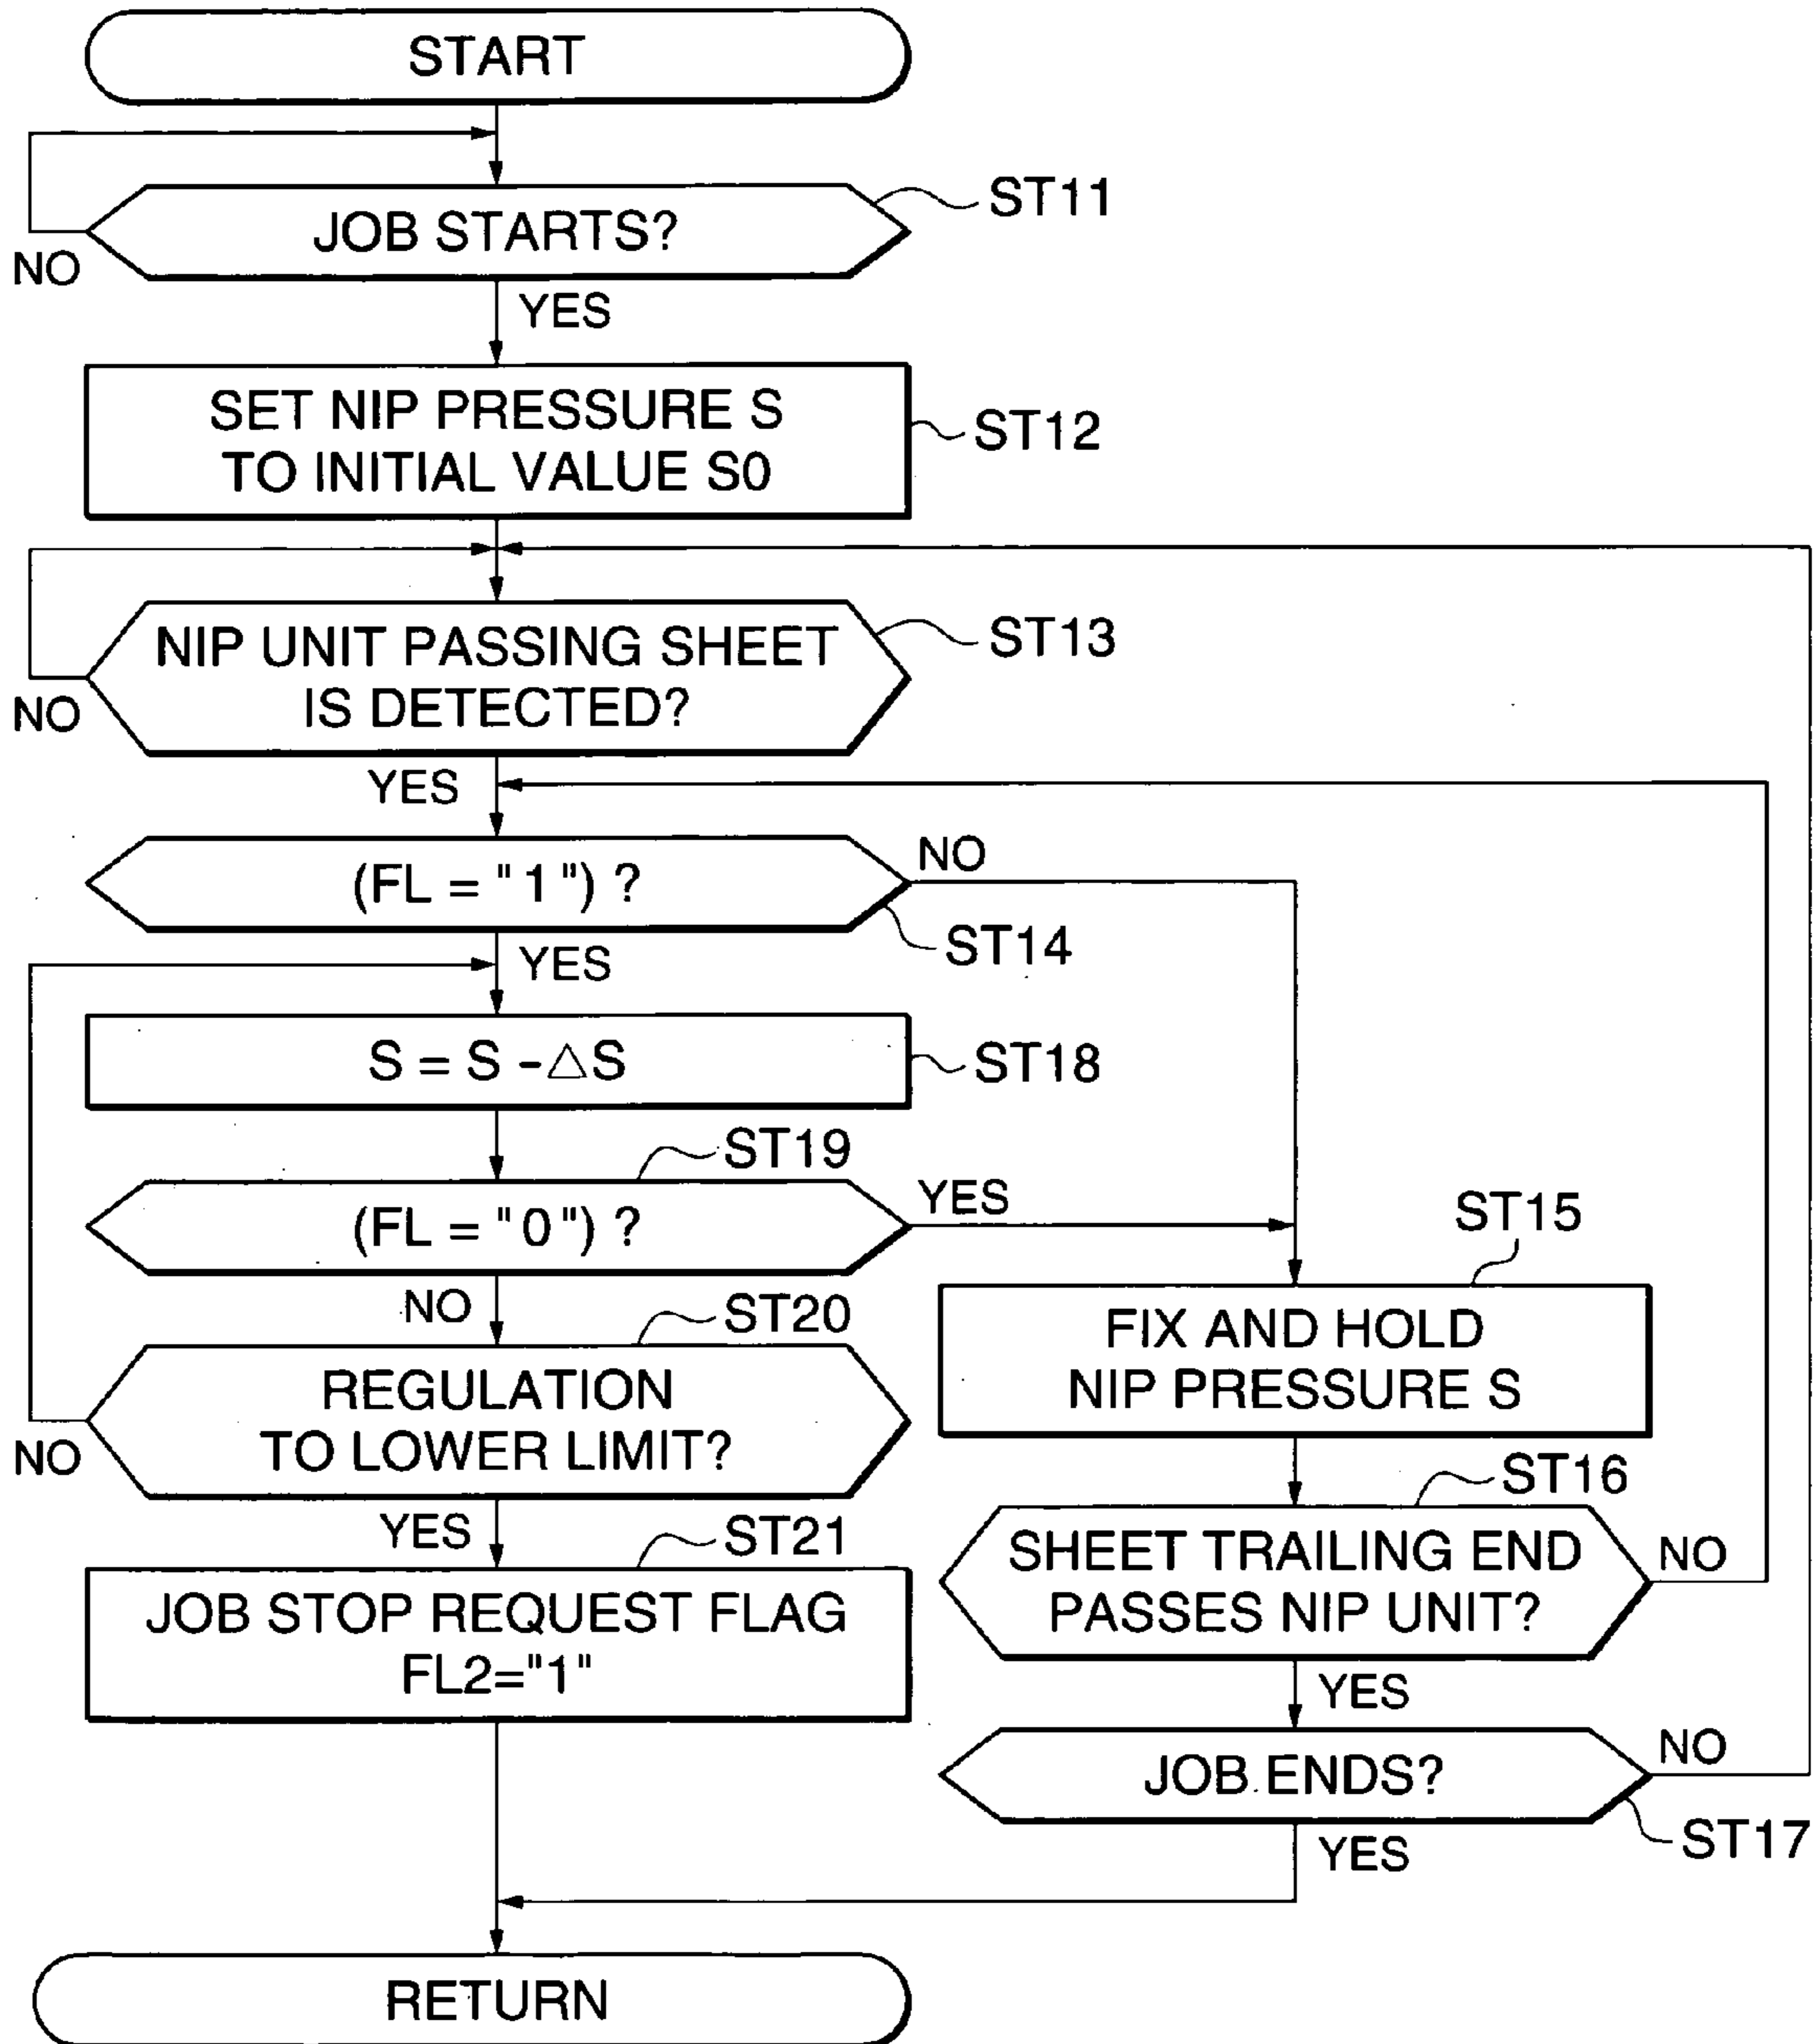 START
JOB STARTS?
ST11
NO
YES
SET NIP PRESSURE S
TO INITIAL VALUE S0
ST12
NIP UNIT PASSING SHEET
IS DETECTED?
ST13
NO
YES
(FL = "1") ?
NO
ST14
YES
S = S - △S
ST18
ST19
(FL = "0") ?
YES
NO
ST20
REGULATION
TO LOWER LIMIT?
NO
YES
ST21
JOB STOP REQUEST FLAG
FL2="1"
ST15
FIX AND HOLD
NIP PRESSURE S
ST16
SHEET TRAILING END
PASSES NIP UNIT?
NO
YES
JOB ENDS?
NO
ST17
YES
RETURN